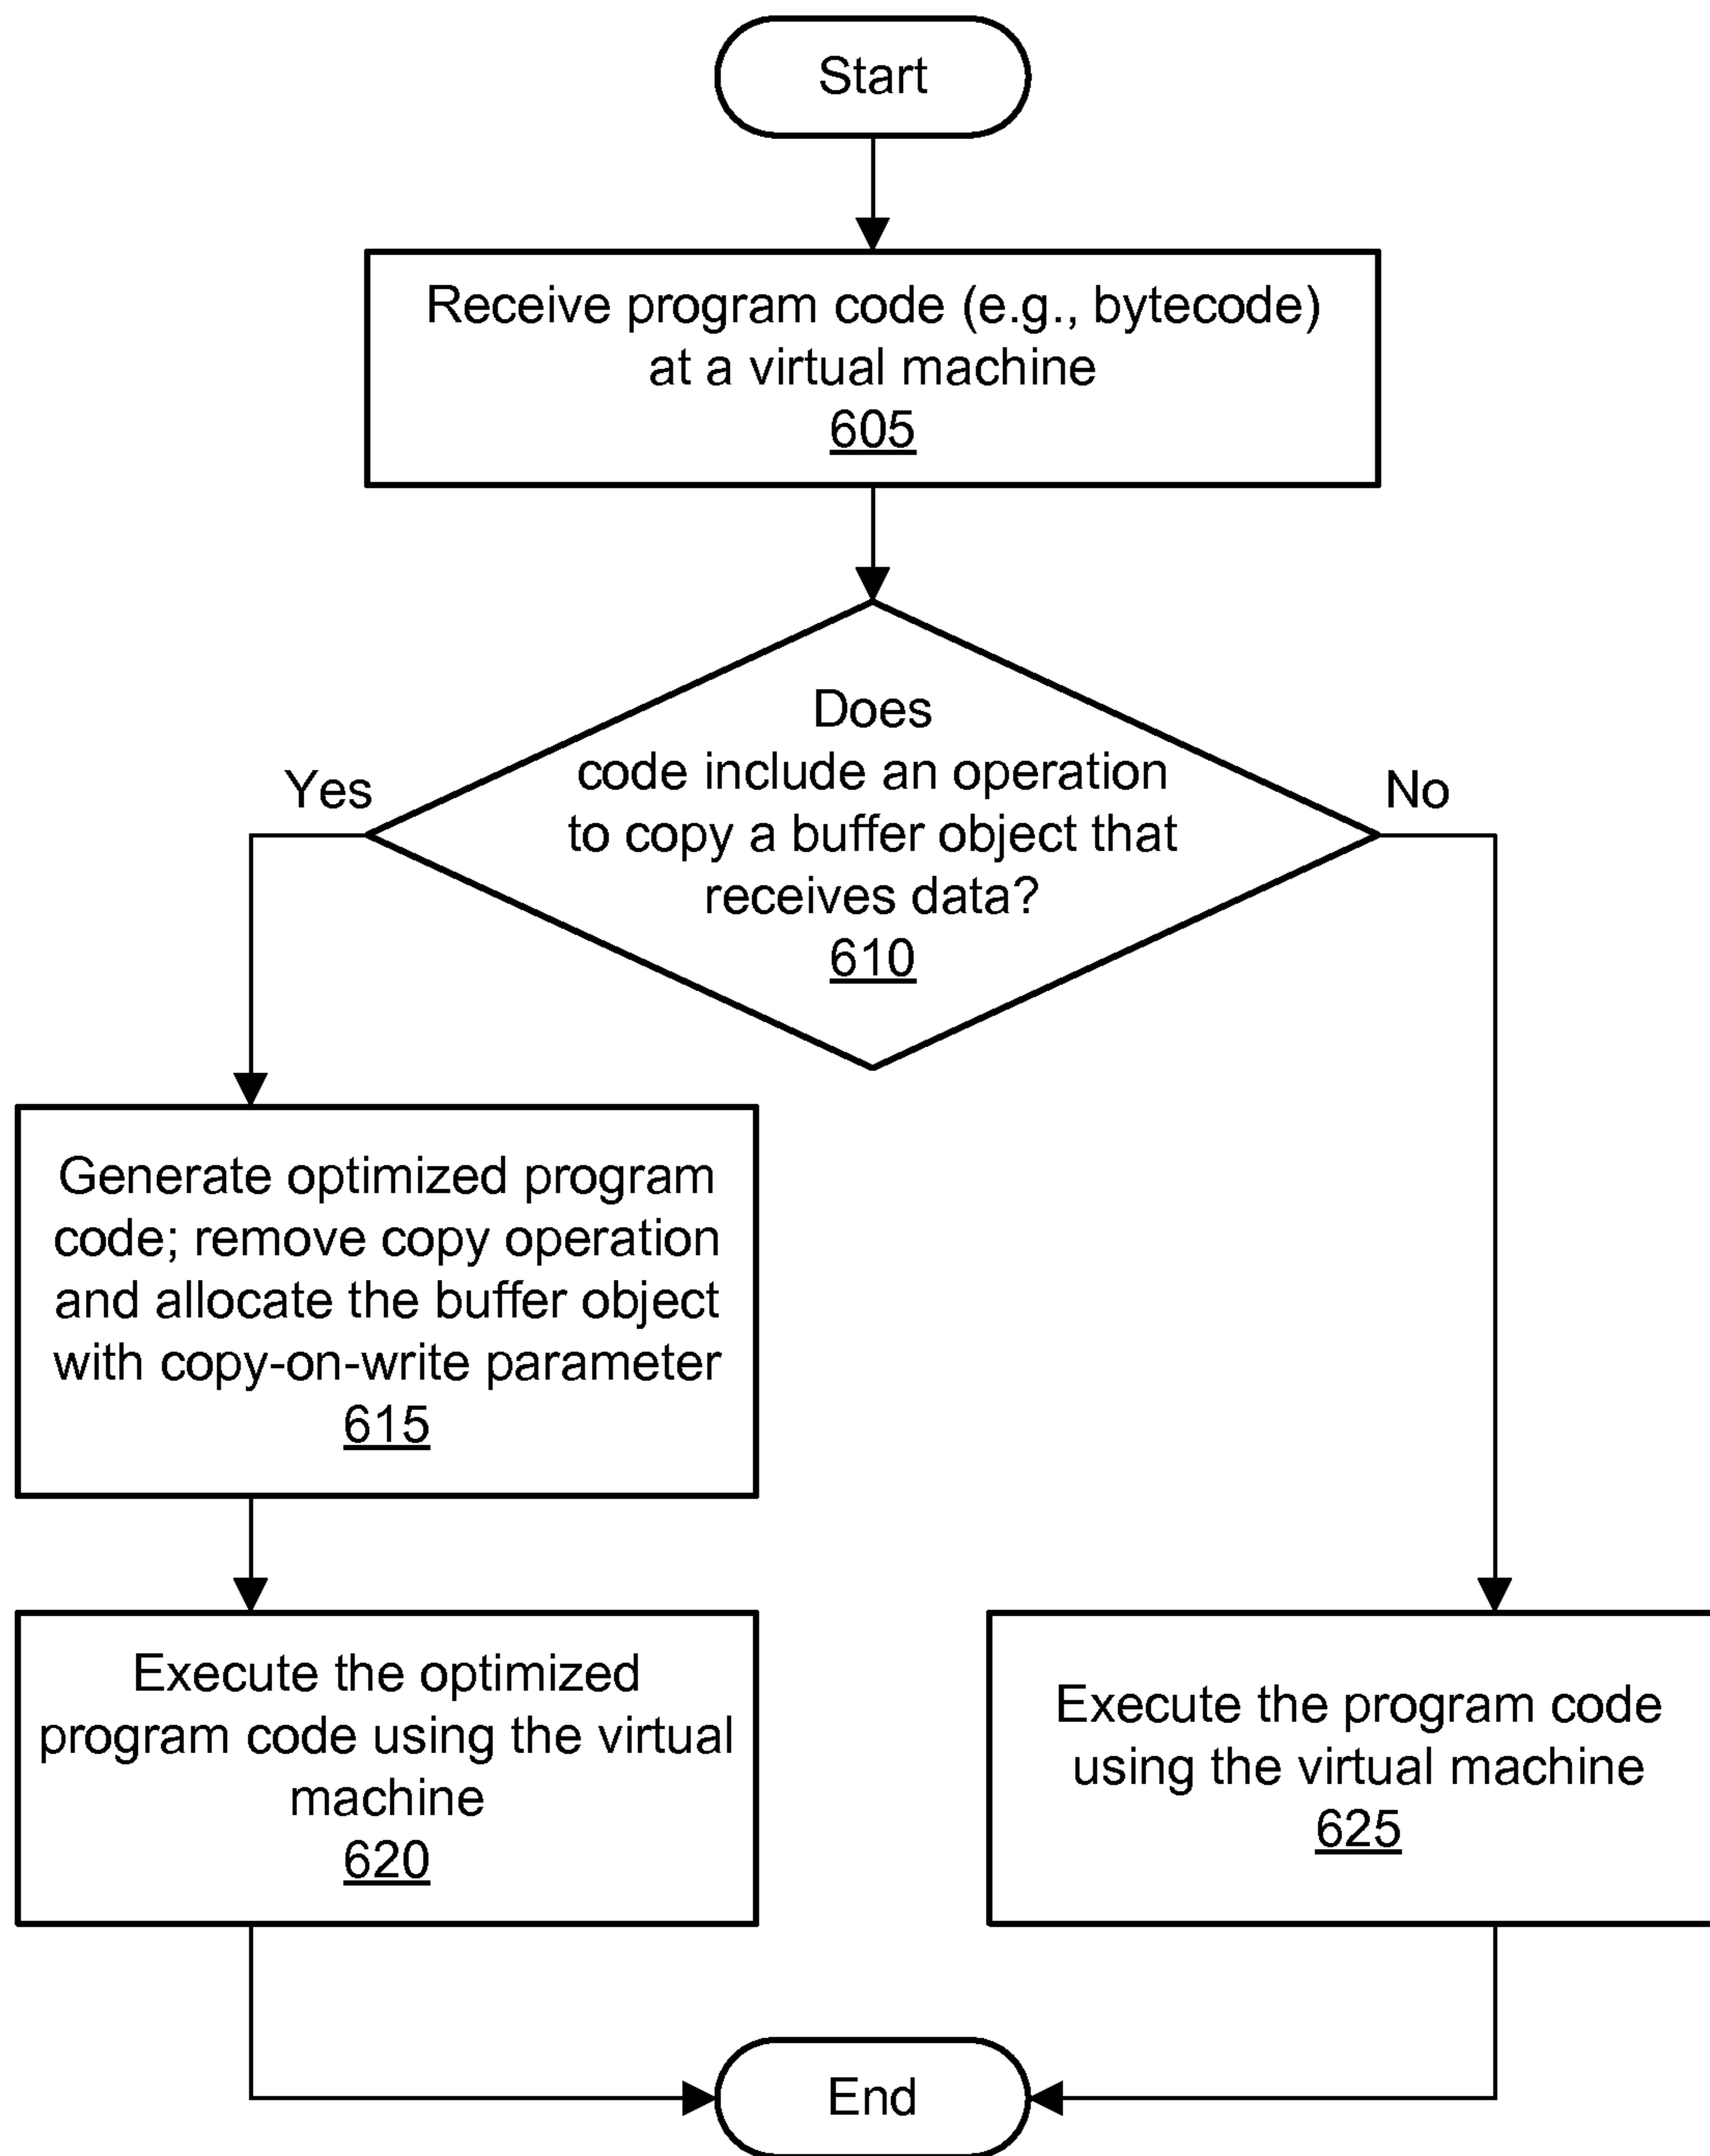 Start
Receive program code (e.g., bytecode)
at a virtual machine
605
Does
code include an operation
to copy a buffer object that
receives data?
610
Yes
No
Generate optimized program
code; remove copy operation
and allocate the buffer object
with copy-on-write parameter
615
Execute the optimized
program code using the virtual
machine
620
Execute the program code
using the virtual machine
625
End